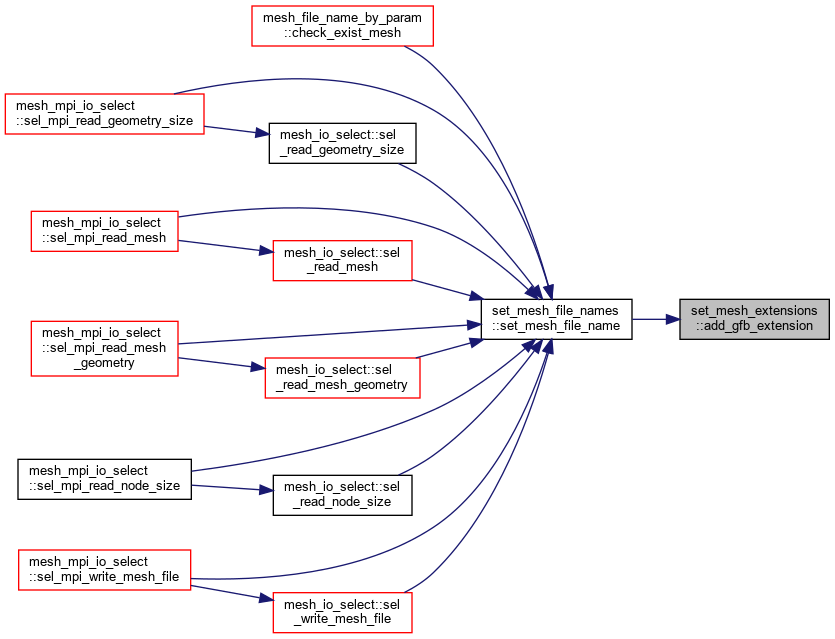 mesh_file_name_by_param
::check_exist_mesh
mesh_mpi_io_select
::sel_mpi_read_geometry_size
mesh_io_select::sel
_read_geometry_size
mesh_mpi_io_select
::sel_mpi_read_mesh
mesh_io_select::sel
_read_mesh
set_mesh_file_names
::set_mesh_file_name
set_mesh_extensions
::add_gfb_extension
mesh_mpi_io_select
::sel_mpi_read_mesh
_geometry
mesh_io_select::sel
_read_mesh_geometry
mesh_mpi_io_select
::sel_mpi_read_node_size
mesh_io_select::sel
_read_node_size
mesh_mpi_io_select
::sel_mpi_write_mesh_file
mesh_io_select::sel
_write_mesh_file